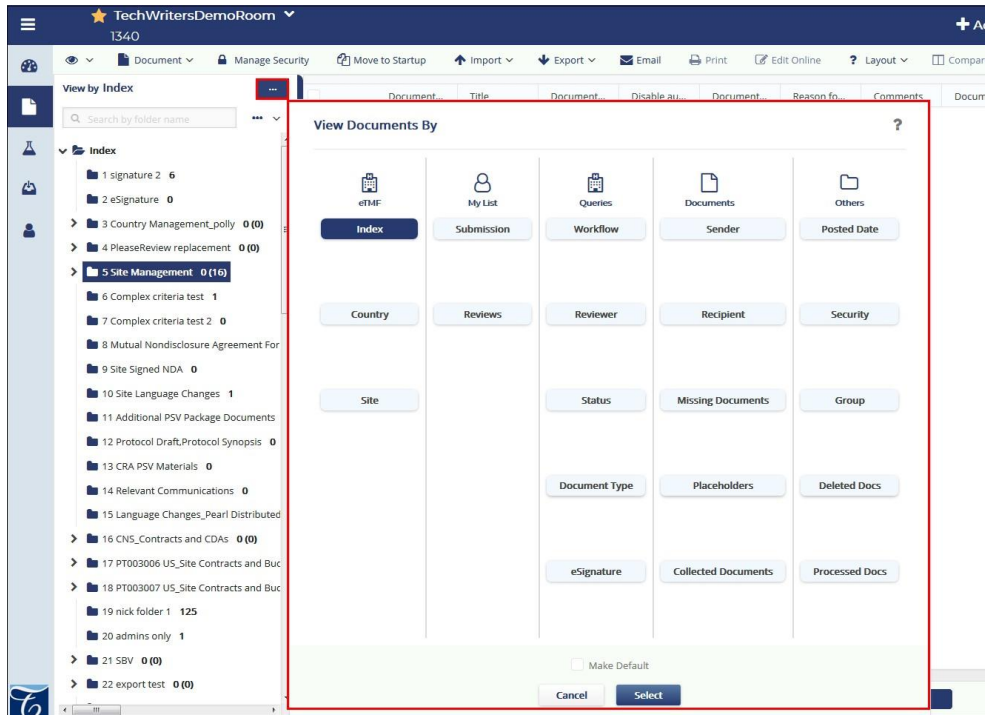 TechWritersDemoRoom
1340
Document Manage Security Move to Startup Import Export Email Print Edit Online ? Layout Compar
View by Index ...
Search by folder name
Document... Title Document... Disable au... Document... Reason fo... Comments Docum
Index
1 signature 2 6
2 eSignature 0
3 Country Management_polly 0 (0)
4 PleaseReview replacement 0 (0)
5 Site Management 0 (16)
6 Complex criteria test 1
7 Complex criteria test 2 0
8 Mutual Nondisclosure Agreement For
9 Site Signed NDA 0
10 Site Language Changes 1
11 Additional PSV Package Documents
12 Protocol Draft,Protocol Synopsis 0
13 CRA PSV Materials 0
14 Relevant Communications 0
15 Language Changes_Pearl Distributed
16 CNS_Contracts and CDAs 0 (0)
17 PT003006 US_Site Contracts and Buc
18 PT003007 US_Site Contracts and Buc
19 nick folder 1 125
20 admins only 1
21 SBV 0 (0)
22 export test 0 (0)
View Documents By ?
eTMF My List Queries Documents Others
Index Submission Workflow Sender Posted Date
Country Reviews Reviewer Recipient Security
Site Status Missing Documents Group
Document Type Placeholders Deleted Docs
eSignature Collected Documents Processed Docs
Make Default
Cancel Select